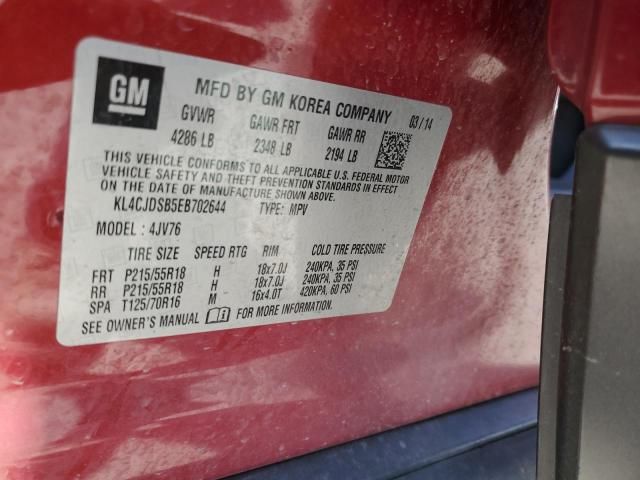 GM
MFD BY GM KOREA COMPANY 03/14
GVWR GAWR FRT GAWR RR
4286 LB 2348 LB 2194 LB
THIS VEHICLE CONFORMS TO ALL APPLICABLE U.S. FEDERAL MOTOR
VEHICLE SAFETY AND THEFT PREVENTION STANDARDS IN EFFECT
ON THE DATE OF MANUFACTURE SHOWN ABOVE.
KL4CJDSB5EB702644 TYPE: MPV
MODEL: 4JV76
TIRE SIZE SPEED RTG RIM COLD TIRE PRESSURE
FRT P215/55R18 H 18x7.0J 240KPA, 35 PSI
RR P215/55R18 H 18x7.0J 240KPA, 35 PSI
SPA T125/70R16 M 16x4.0T 420KPA, 60 PSI
SEE OWNER'S MANUAL FOR MORE INFORMATION.